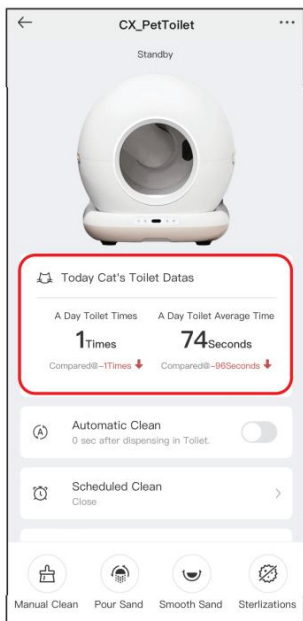 CX_PetToilet
Standby
Today Cat's Toilet Datas
A Day Toilet Times A Day Toilet Average Time
1Times 74Seconds
Compared@-1Times Compared@-96Seconds
Automatic Clean
0 sec after dispensing in Toliet.
Scheduled Clean
Close
Manual Clean Pour Sand Smooth Sand Sterlizations